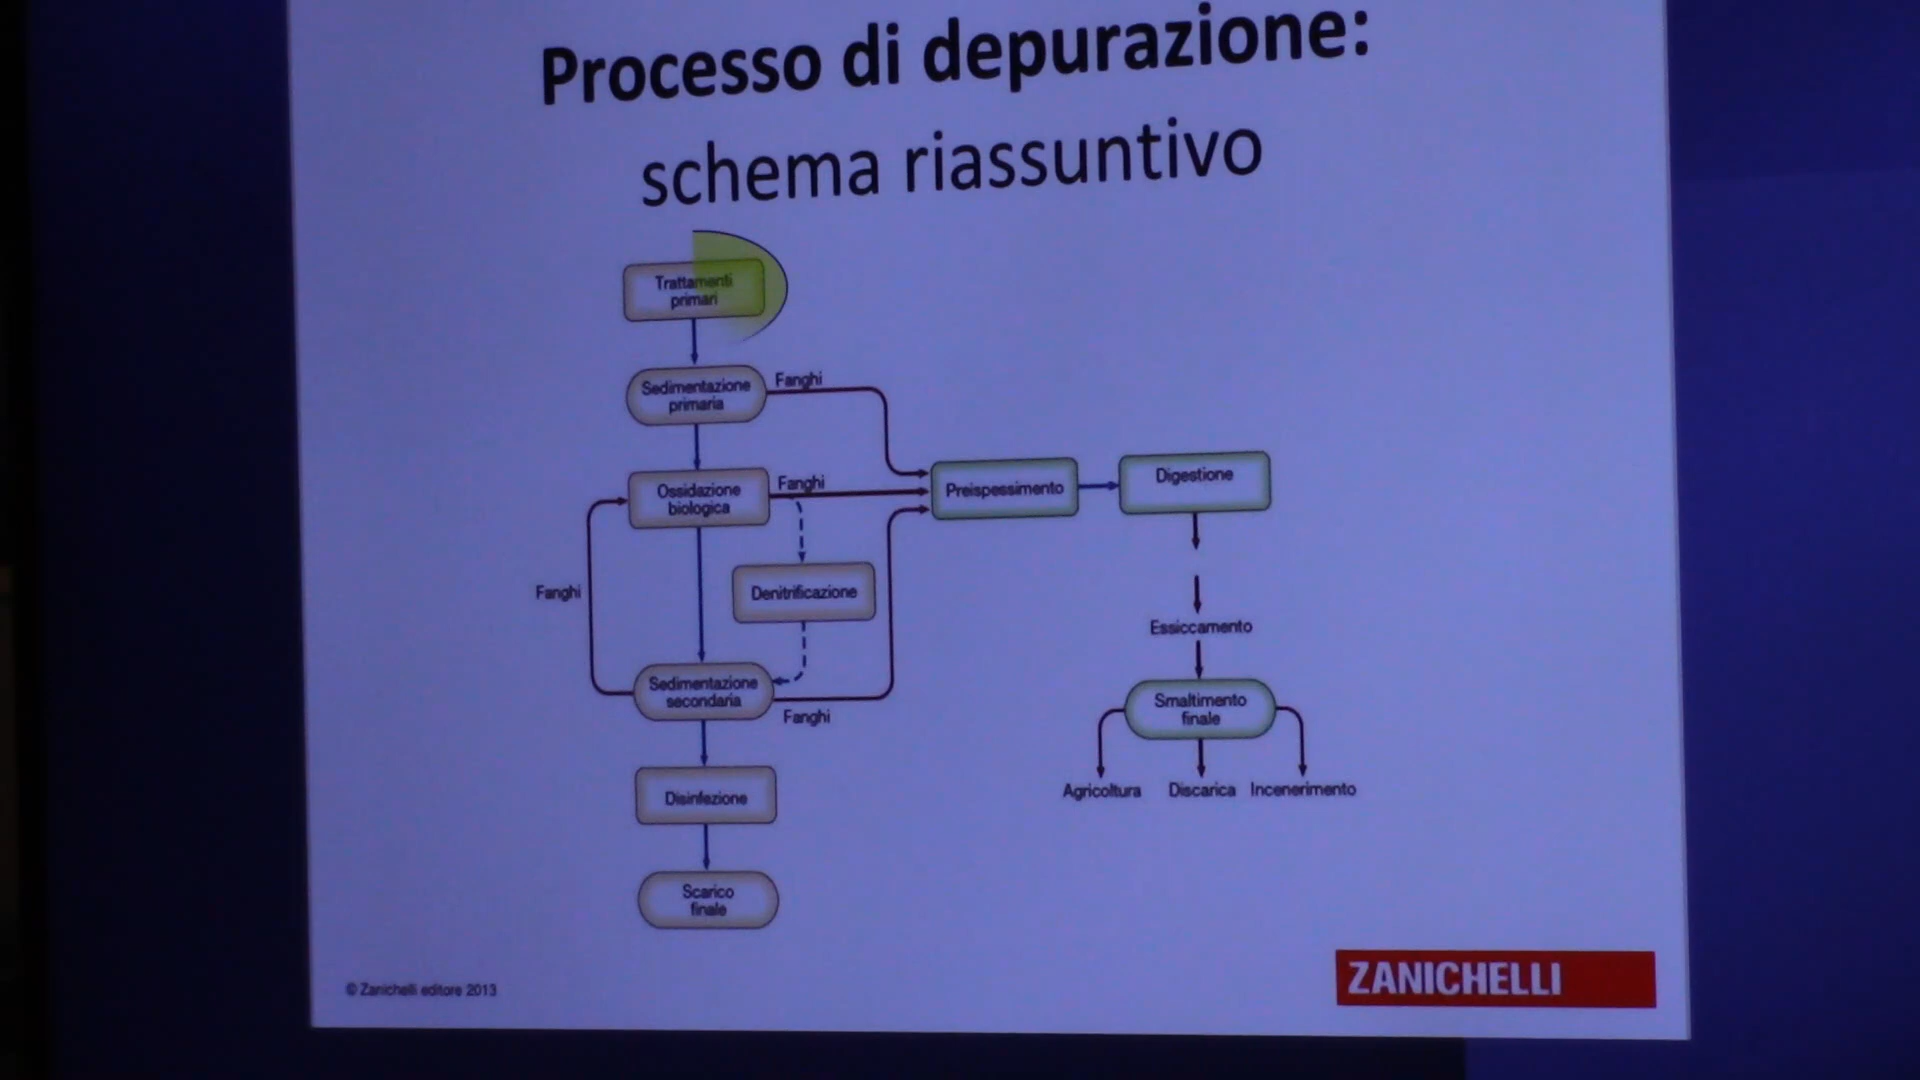 Processo di depurazione:
schema riassuntivo
Trattamenti
primari
Sedimentazione
primaria
Fanghi
Ossidazione
biologica
Fanghi
Preispessimento
Digestione
Fanghi
Denitrificazione
Essiccamento
Sedimentazione
secondaria
Fanghi
Smaltimento
finale
Disinfezione
Agricoltura
Discarica
Incenerimento
Scarico
finale
© Zanichelli editore 2013
ZANICHELLI